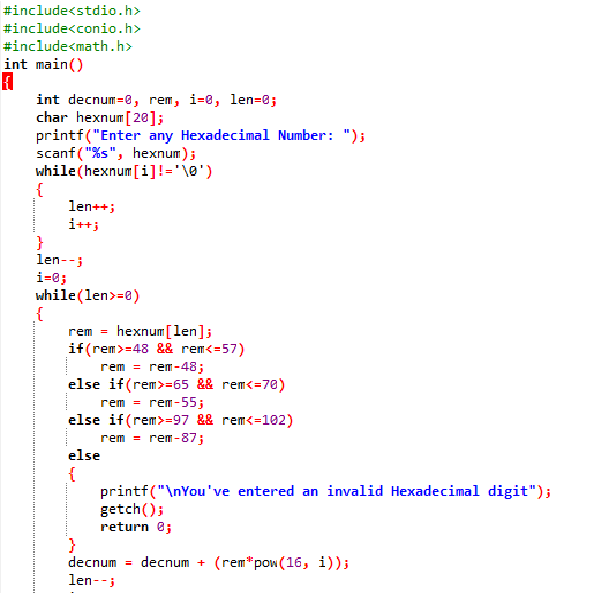 #include<stdio.h>
#include<conio.h>
#include<math.h>
int main()
{
int decnum=0, rem, i=0, len=0;
char hexnum[20];
printf("Enter any Hexadecimal Number: ");
scanf("%s", hexnum);
while(hexnum[i]!='\0')
{
len++;
i++;
}
len--;
i=0;
while(len>=0)
{
rem = hexnum[len];
if(rem>=48 && rem<=57)
rem = rem-48;
else if(rem>=65 && rem<=70)
rem = rem-55;
else if(rem>=97 && rem<=102)
rem = rem-87;
else
{
printf("\nYou've entered an invalid Hexadecimal digit");
getch();
return 0;
}
decnum = decnum + (rem*pow(16, i));
len--;